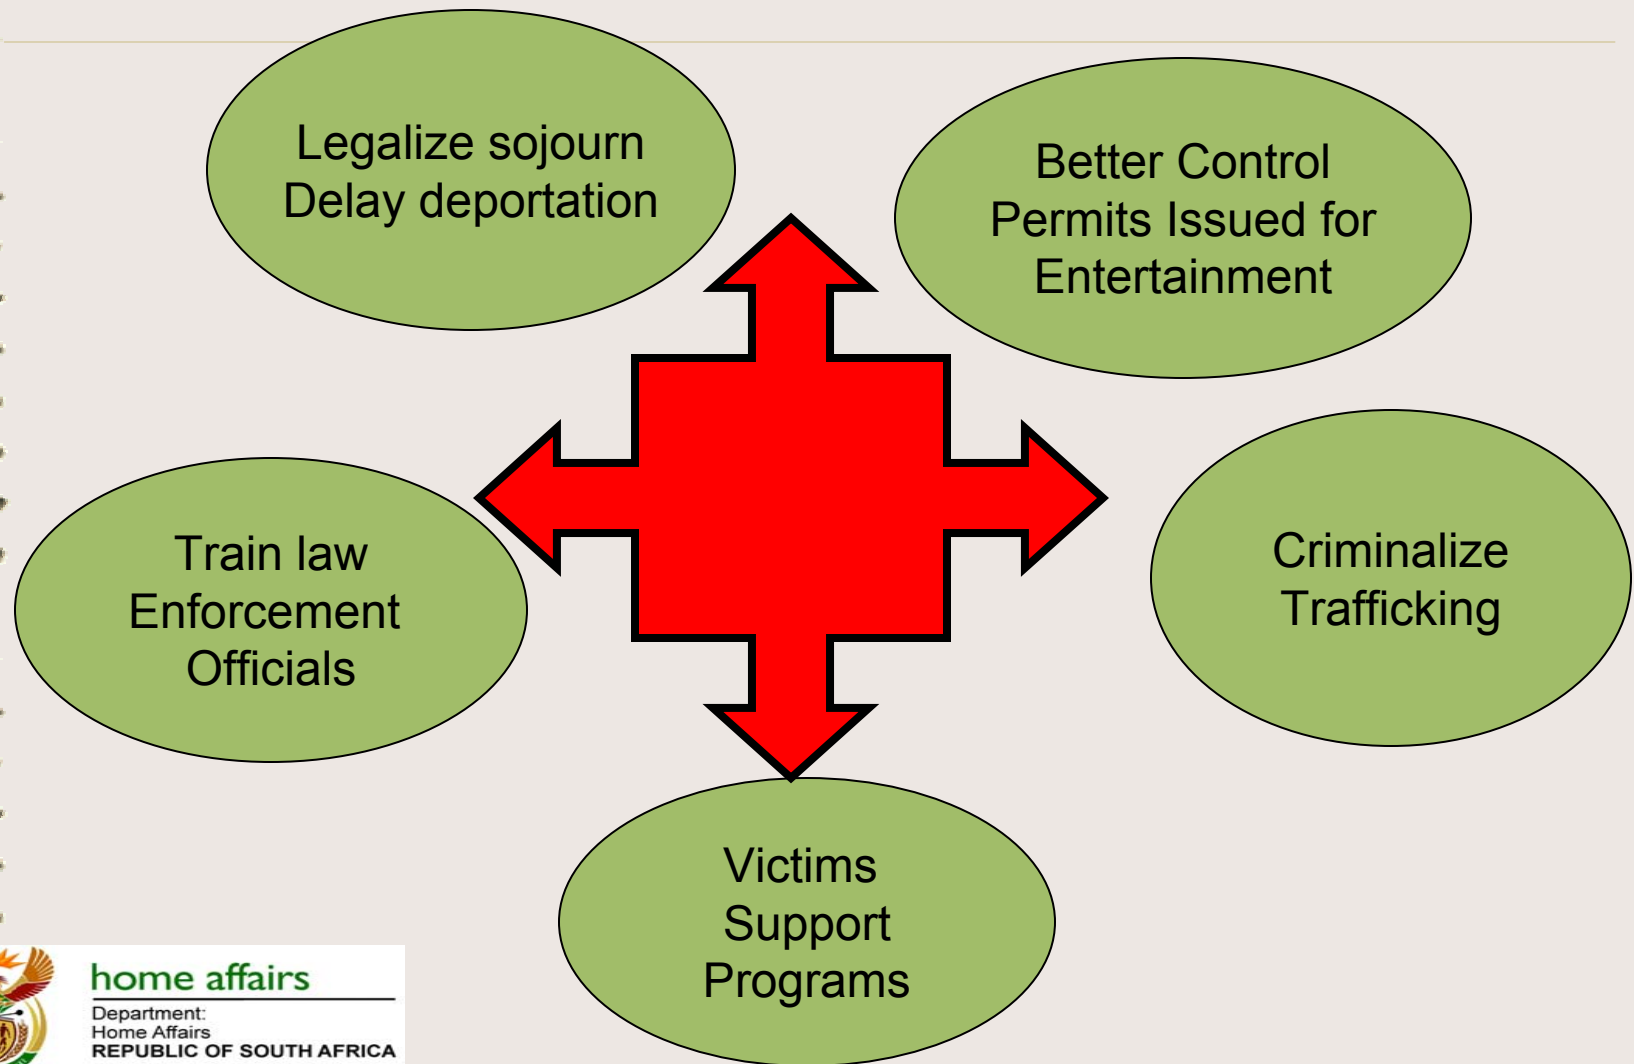 Legalize sojourn
Delay deportation
Better Control
Permits Issued for
Entertainment
Train law
Enforcement
Officials
Criminalize
Trafficking
Victims
Support
Programs
home affairs
Department:
Home Affairs
REPUBLIC OF SOUTH AFRICA